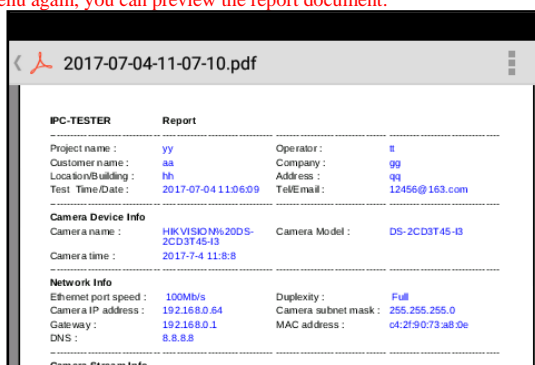 enu again, you can preview the report document.
2017-07-04-11-07-10.pdf
IPC-TESTER Report
Project name : yy Operator : tt
Customer name : aa Company : gg
Location/Building : hh Address : qq
Test Time/Date : 2017-07-04 11:06:09 Tel/Email : 12456@163.com
Camera Device Info
Camera name : HIKVISION%20DS-2CD3T45-I3 Camera Model : DS-2CD3T45-I3
Camera time : 2017-7-4 11:8:8
Network Info
Ethernet port speed : 100Mb/s Duplexity : Full
Camera IP address : 192.168.0.64 Camera subnet mask : 255.255.255.0
Gateway : 192.168.0.1 MAC address : c4:2f:90:73:a8:0e
DNS : 8.8.8.8
Camera Stream Info